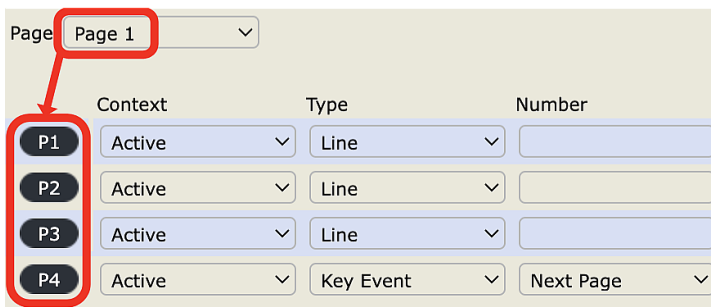 Page Page 1
Context Type Number
P1 Active Line
P2 Active Line
P3 Active Line
P4 Active Key Event Next Page